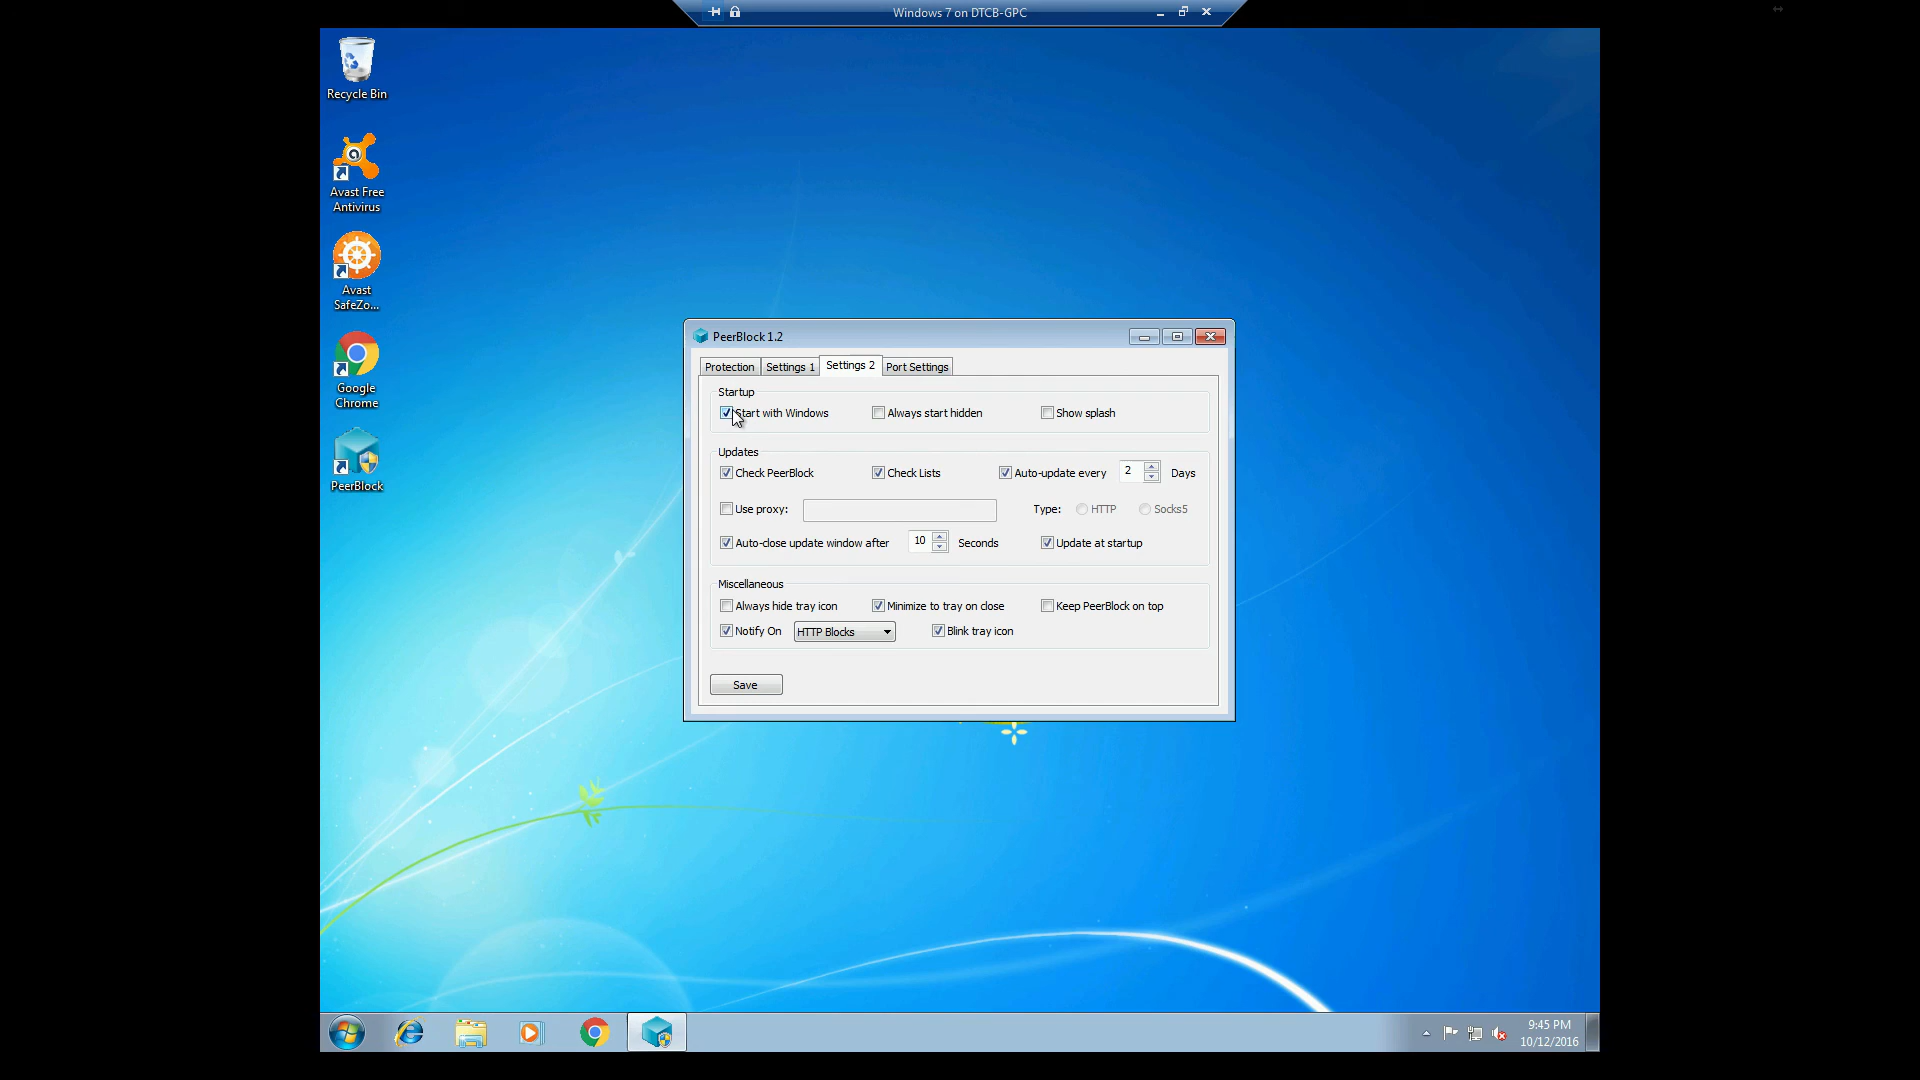 Windows 7 on DTCB-GPC
Recycle Bin
Avast Free
Antivirus
Avast
SafeZo...
Google
Chrome
PeerBlock
PeerBlock 1.2
Protection Settings 1 Settings 2 Port Settings
Startup
Start with Windows Always start hidden Show splash
Updates
Check PeerBlock Check Lists Auto-update every 2 Days
Use proxy: Type: HTTP Socks5
Auto-close update window after 10 Seconds Update at startup
Miscellaneous
Always hide tray icon Minimize to tray on close Keep PeerBlock on top
Notify On HTTP Blocks Blink tray icon
Save
9:45 PM
10/12/2016